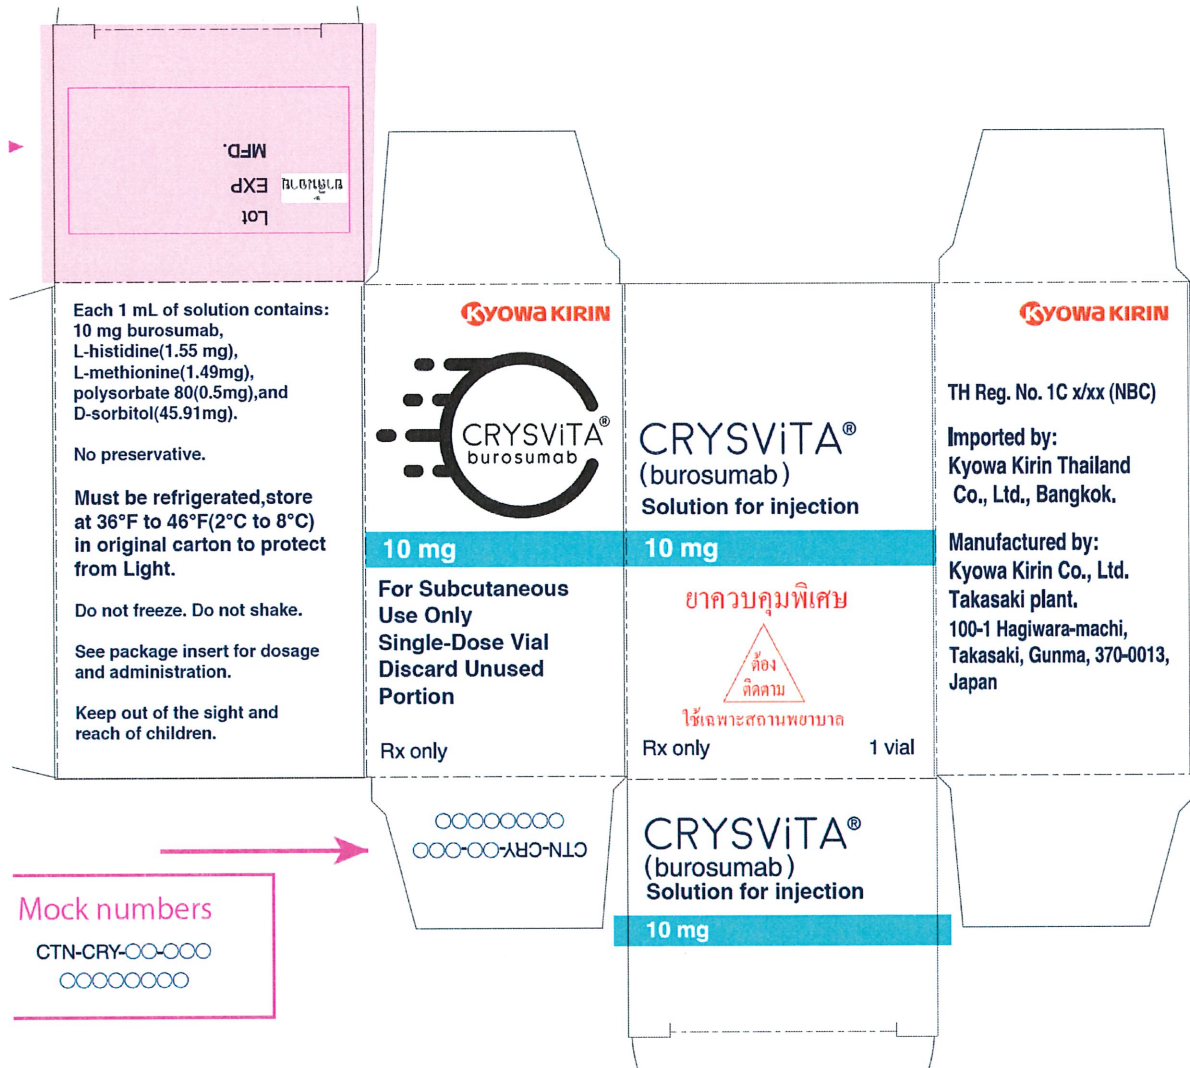 MFD.
EXP ยาสิ้นอายุ
Lot
Each 1 mL of solution contains:
10 mg burosumab,
L-histidine(1.55 mg),
L-methionine(1.49mg),
polysorbate 80(0.5mg),and
D-sorbitol(45.91mg).
No preservative.
Must be refrigerated,store
at 36°F to 46°F(2°C to 8°C)
in original carton to protect
from Light.
Do not freeze. Do not shake.
See package insert for dosage
and administration.
Keep out of the sight and
reach of children.
KYOWA KIRIN
CRYSViTA®
burosumab
10 mg
For Subcutaneous
Use Only
Single-Dose Vial
Discard Unused
Portion
Rx only
CRYSViTA®
(burosumab)
Solution for injection
10 mg
ยาควบคุมพิเศษ
ต้อง
ติดตาม
ใช้เฉพาะสถานพยาบาล
Rx only 1 vial
KYOWA KIRIN
TH Reg. No. 1C x/xx (NBC)
Imported by:
Kyowa Kirin Thailand
Co., Ltd., Bangkok.
Manufactured by:
Kyowa Kirin Co., Ltd.
Takasaki plant.
100-1 Hagiwara-machi,
Takasaki, Gunma, 370-0013,
Japan
○○○○○○○○
CTN-CRY-○○-○○○
CRYSViTA®
(burosumab)
Solution for injection
10 mg
Mock numbers
CTN-CRY-○○-○○○
○○○○○○○○